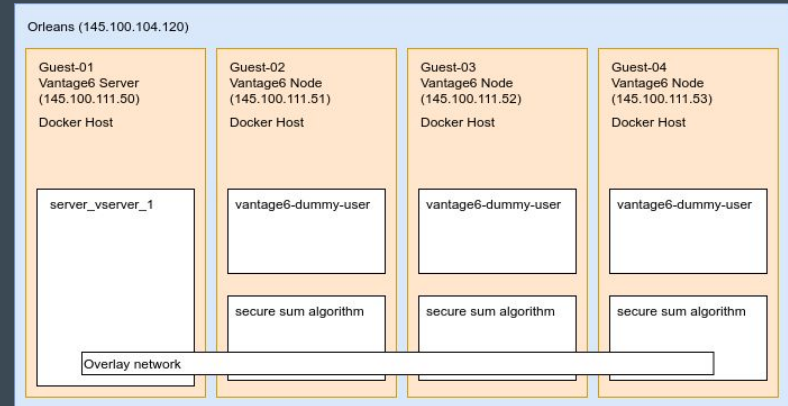 Orleans (145.100.104.120)
Guest-01
Vantage6 Server
(145.100.111.50)
Docker Host
server_vserver_1
Guest-02
Vantage6 Node
(145.100.111.51)
Docker Host
vantage6-dummy-user
secure sum algorithm
Guest-03
Vantage6 Node
(145.100.111.52)
Docker Host
vantage6-dummy-user
secure sum algorithm
Guest-04
Vantage6 Node
(145.100.111.53)
Docker Host
vantage6-dummy-user
secure sum algorithm
Overlay network